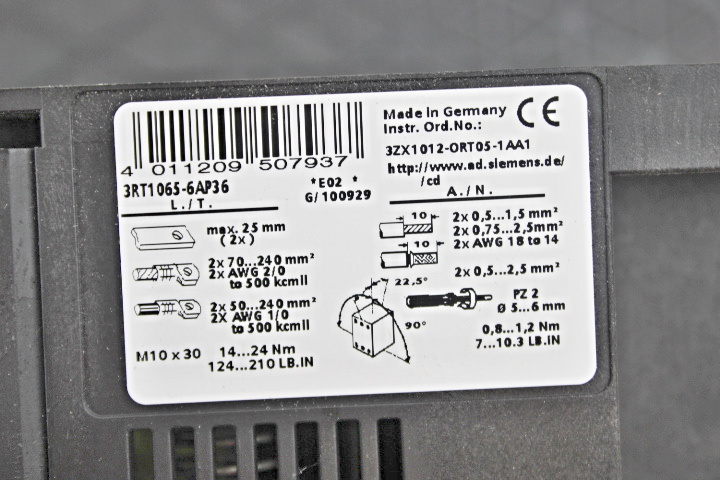 4 011209 507937
3RT1065-6AP36
*E02 *
G/100929
L./T.
max. 25 mm
(2x)
2x 70...240 mm²
2x AWG 2/0
to 500 kcmil
2x 50...240 mm²
2X AWG 1/0
to 500 kcmil
M10 x 30
14...24 Nm
124...210 LB.IN
Made In Germany
Instr. Ord.No.:
CE
3ZX1012-0RT05-1AA1
http://www.ad.siemens.de/
/cd
A./N.
10
2x 0,5...1,5 mm²
2x 0,75...2,5mm²
2x AWG 18 to 14
10
2x 0,5...2,5 mm²
22,5°
90°
PZ 2
Ø 5...6 mm
0,8...1,2 Nm
7...10.3 LB.IN